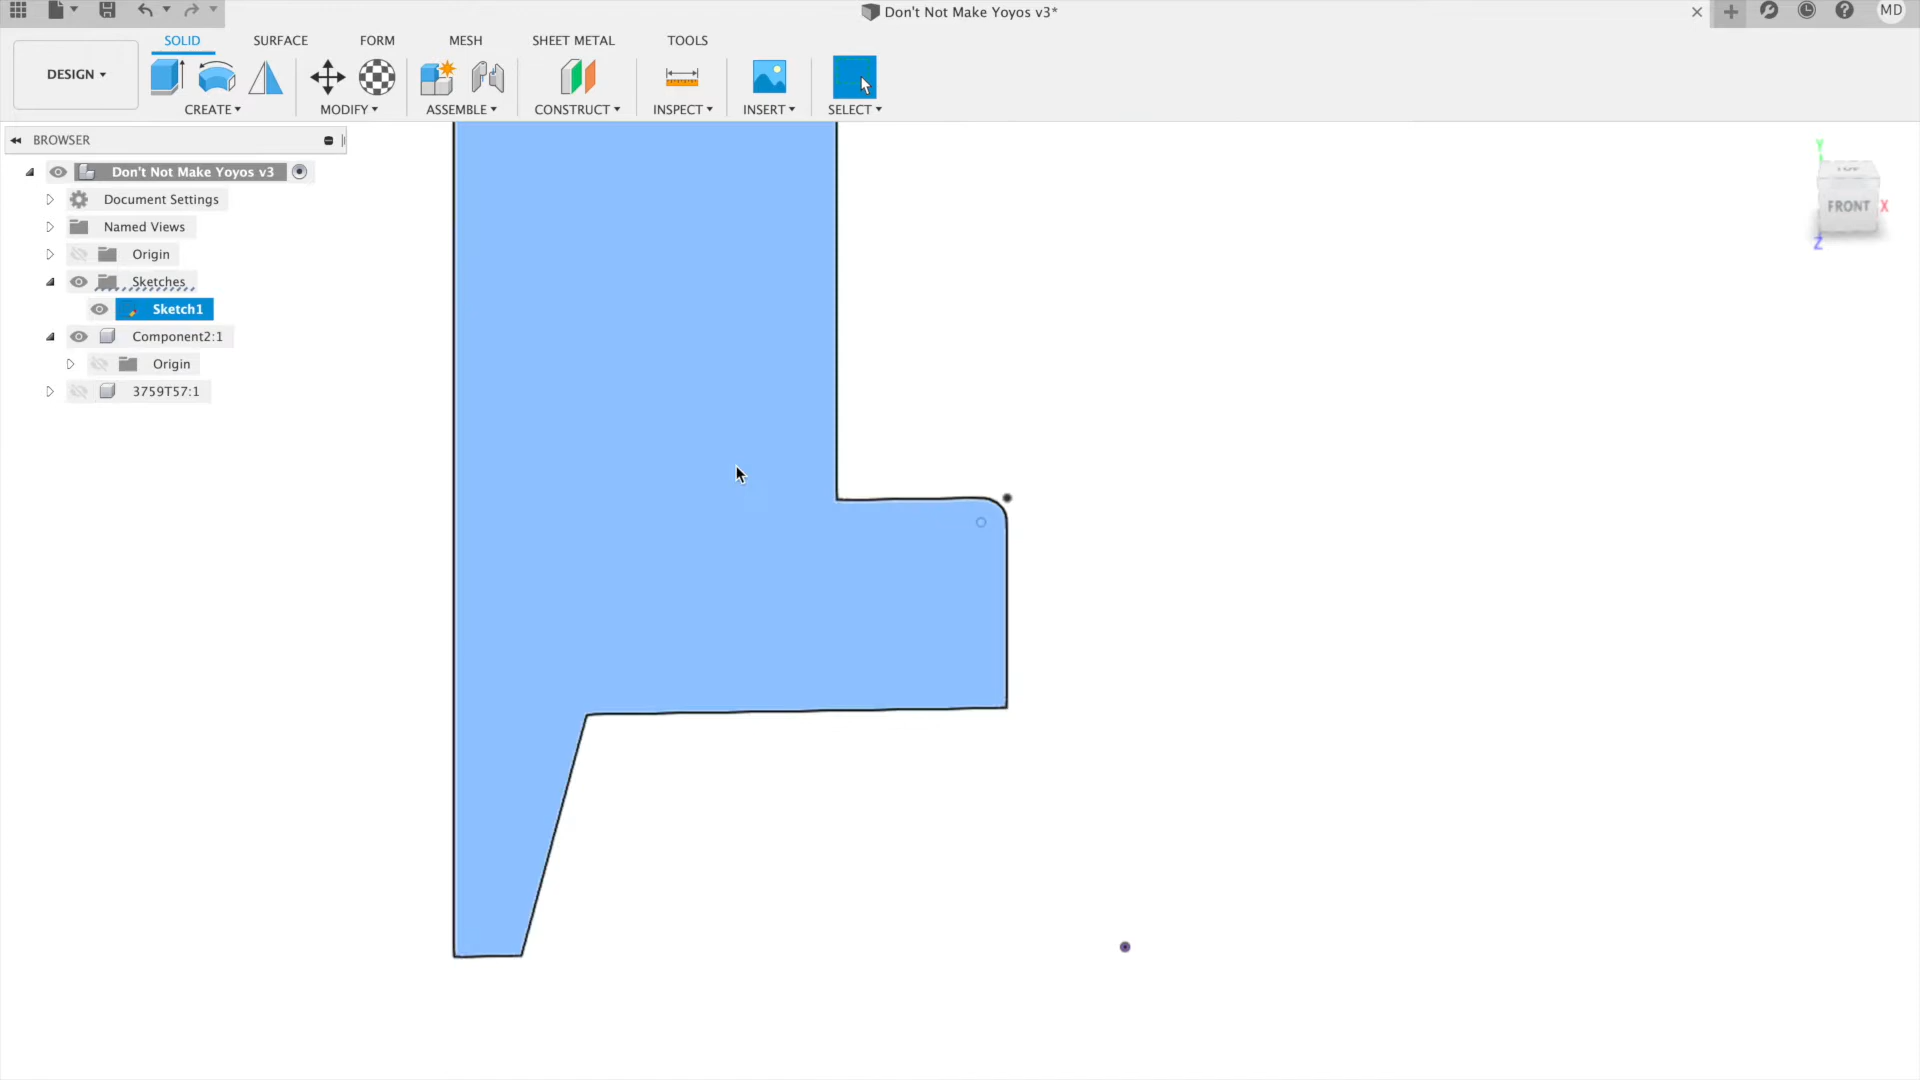 Don't Not Make Yoyos v3*
MD
SOLID SURFACE FORM MESH SHEET METAL TOOLS
DESIGN
CREATE MODIFY ASSEMBLE CONSTRUCT INSPECT INSERT SELECT
BROWSER
Don't Not Make Yoyos v3
Document Settings
Named Views
Origin
Sketches
Sketch1
Component2:1
Origin
3759T57:1
Y
TOP
FRONT
X
Z